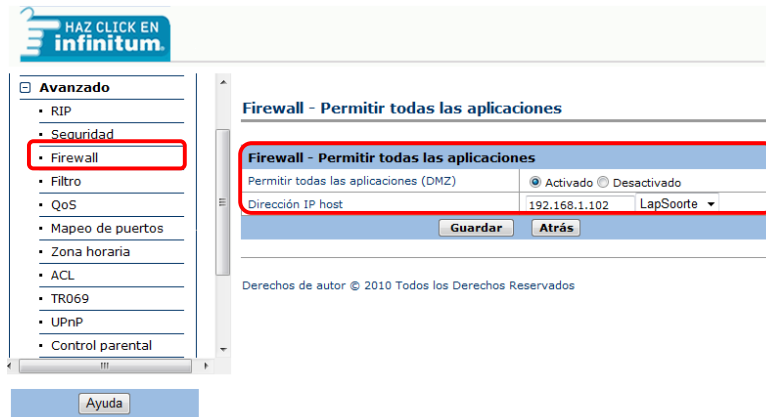 HAZ CLICK EN
infinitum.
Avanzado
RIP
Seguridad
Firewall
Filtro
QoS
Mapeo de puertos
Zona horaria
ACL
TR069
UPnP
Control parental
Ayuda
Firewall - Permitir todas las aplicaciones
Firewall - Permitir todas las aplicaciones
Permitir todas las aplicaciones (DMZ) Activado Desactivado
Dirección IP host 192.168.1.102 LapSoorte
Guardar Atrás
Derechos de autor © 2010 Todos los Derechos Reservados